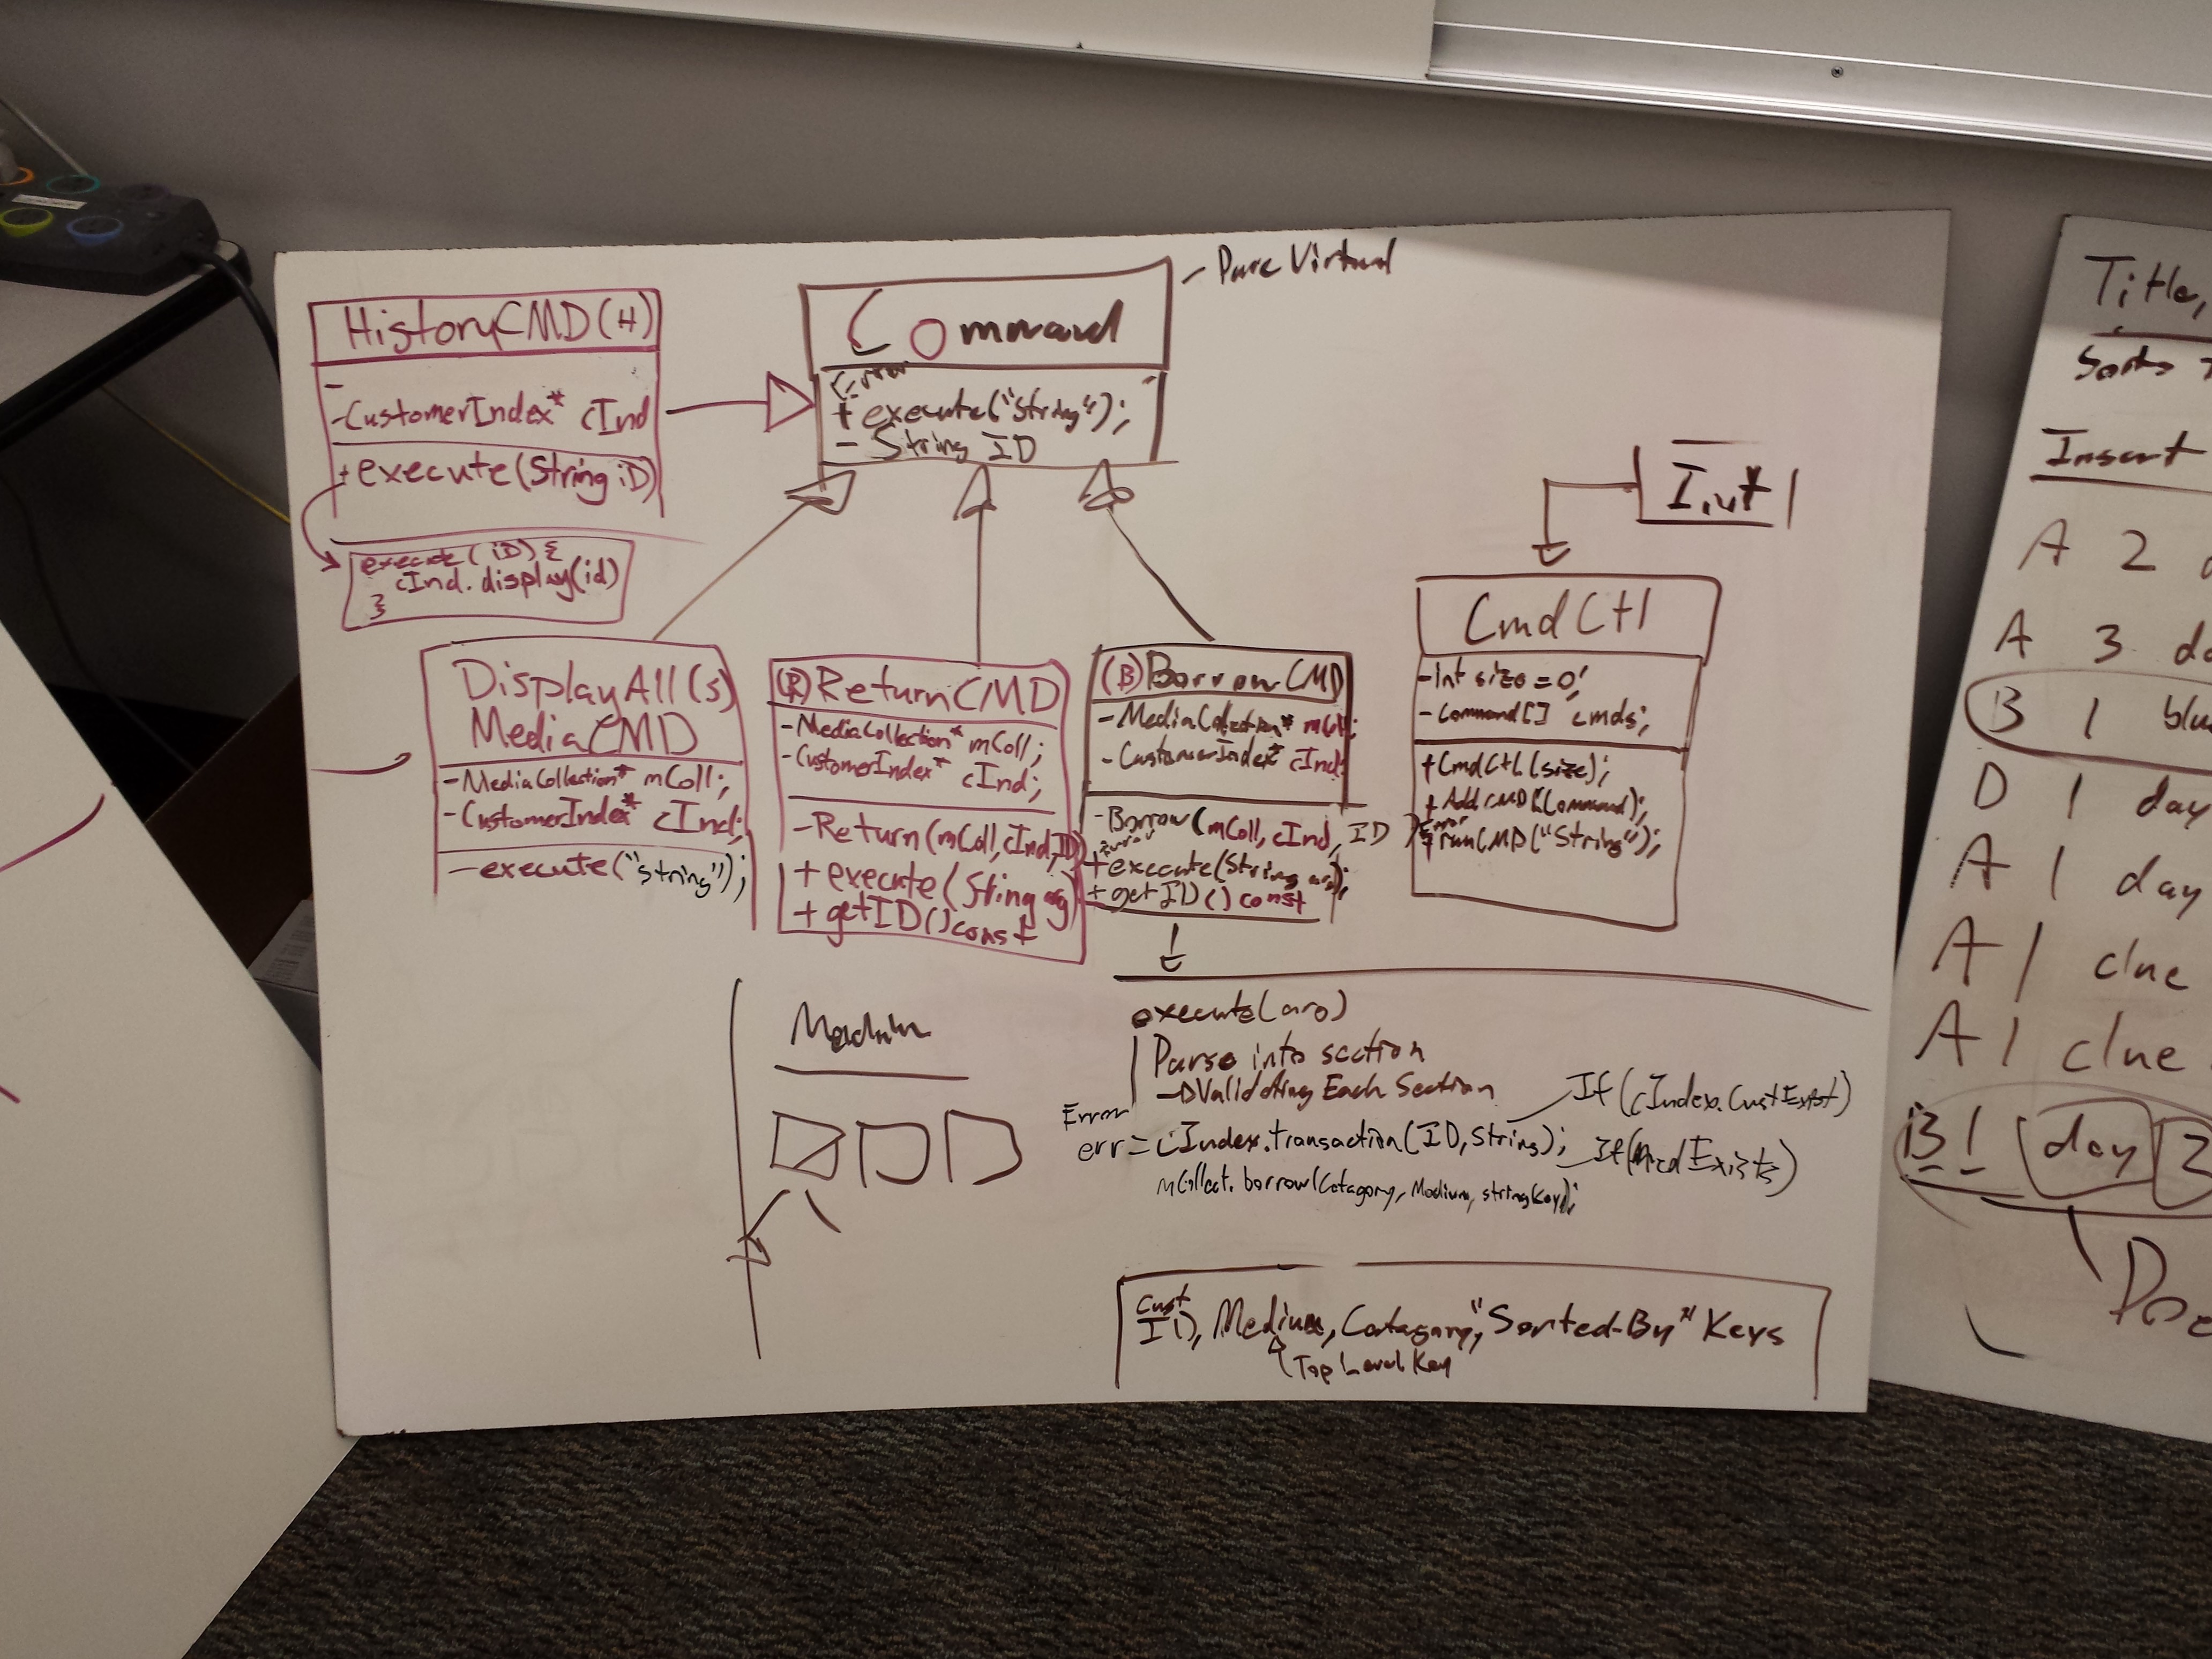 - Pure Virtual
HistoryCMD(H)
-
-CustomerIndex* cInd
+execute(String iD)
execute(iD){
cInd.display(id)
}
Command
Error
+ execute("String");
- String ID
DisplayAll(s)
MediaCMD
-MediaCollection* mColl;
-CustomerIndex* cInd;
-execute("string");
(R)ReturnCMD
-MediaCollection* mColl;
-CustomerIndex* cInd;
-Return(mColl,cInd,ID)
+execute(String arg)
+getID()const
(B)BorrowCMD
-MediaCollection* mColl;
-CustomerIndex* cInd;
-Borrow(mColl, cInd, ID)
Error
+execute(String arg);
+getID() const
CmdCtl
-Int size=0;
-Command[] cmds;
+CmdCtl(size);
+AddCMD(Command);
Error
+runCMD("String");
execute(arg)
Parse into section
Validating Each Section
If(cIndex.CustExist)
Error
err=cIndex.transaction(ID,String);
If(MedExists)
mCollect.borrow(Catagory, Medium, stringKey);
Cust
ID, Medium, Catagory, "Sorted-By" Keys
Top Level Key
Title,
Sorts
Insert
A 2
A 3
B 1
D 1 day
A 1 day
A 1 clue
A 1 clue
B 1 day 2